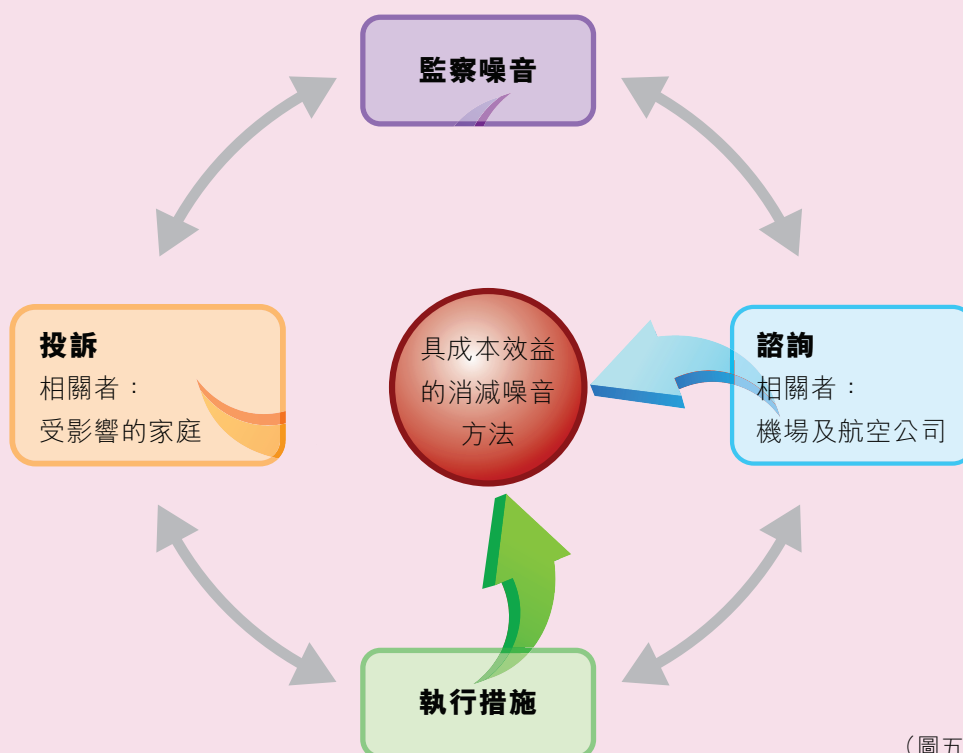 監察噪音
投訴
相關者：
受影響的家庭
具成本效益
的消減噪音
方法
諮詢
相關者：
機場及航空公司
執行措施
（圖五